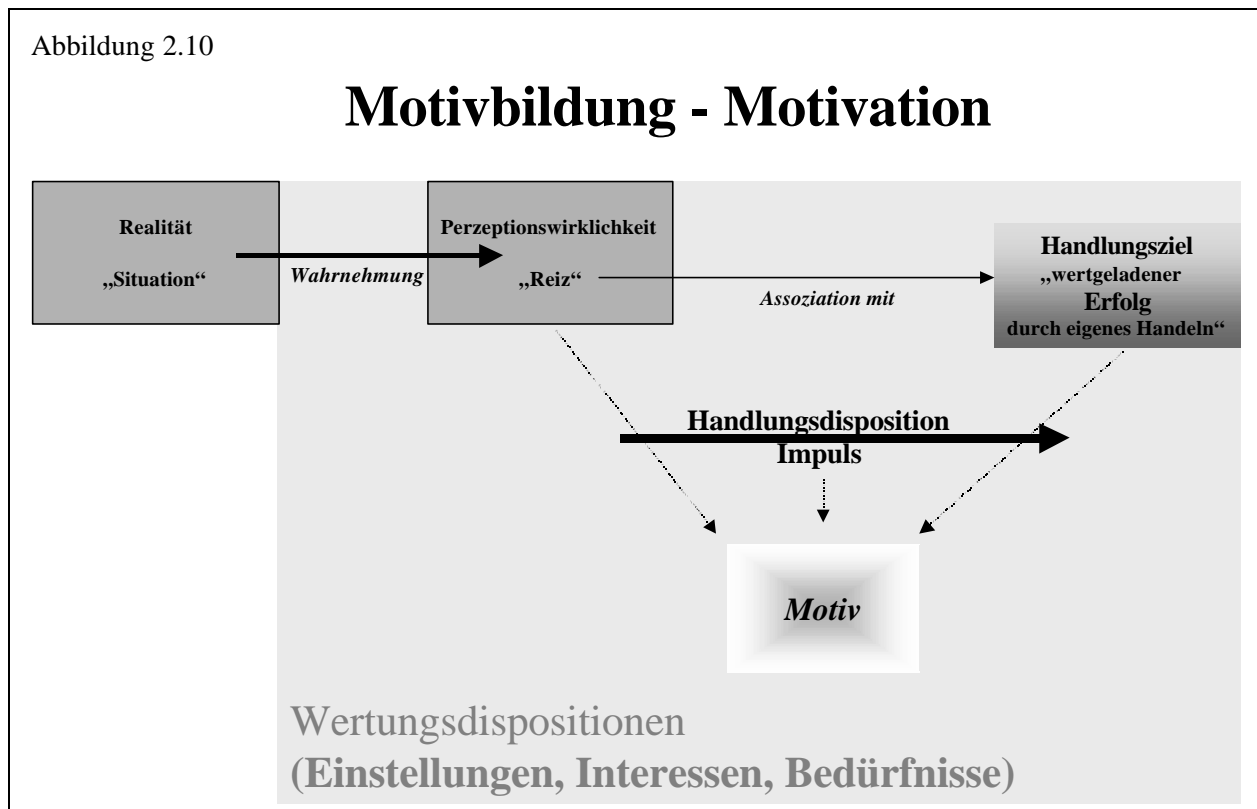 Abbildung 2.10
Motivbildung - Motivation
Realität
„Situation“
Wahrnehmung
Perzeptionswirklichkeit
„Reiz“
Assoziation mit
Handlungsziel
„wertgeladener
Erfolg
durch eigenes Handeln“
Handlungsdisposition
Impuls
Motiv
Wertungsdispositionen
(Einstellungen, Interessen, Bedürfnisse)